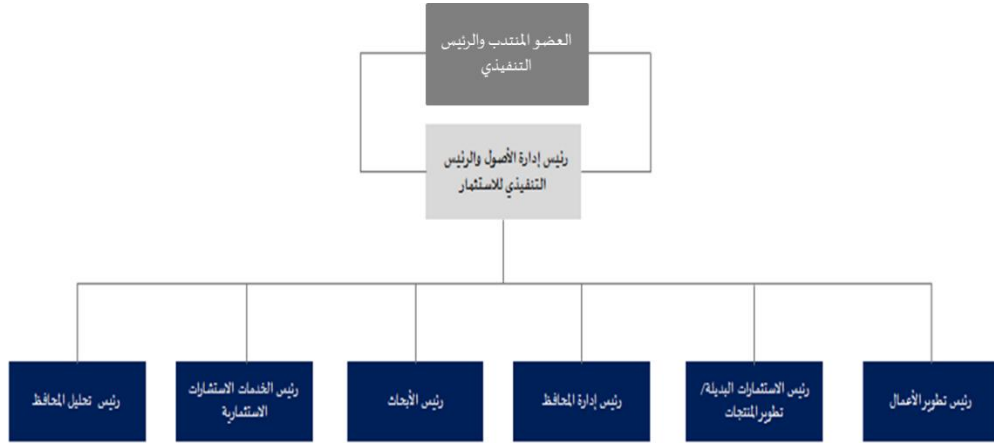 العضو المنتدب والرئيس
التنفيذي
رئيس إدارة الأصول والرئيس
التنفيذي للاستثمار
رئيس تطوير الأعمال
رئيس الاستثمارات البديلة/
تطوير المنتجات
رئيس إدارة المحافظ
رئيس الأبحاث
رئيس الخدمات الاستشارات
الاستثمارية
رئيس تحليل المحافظ